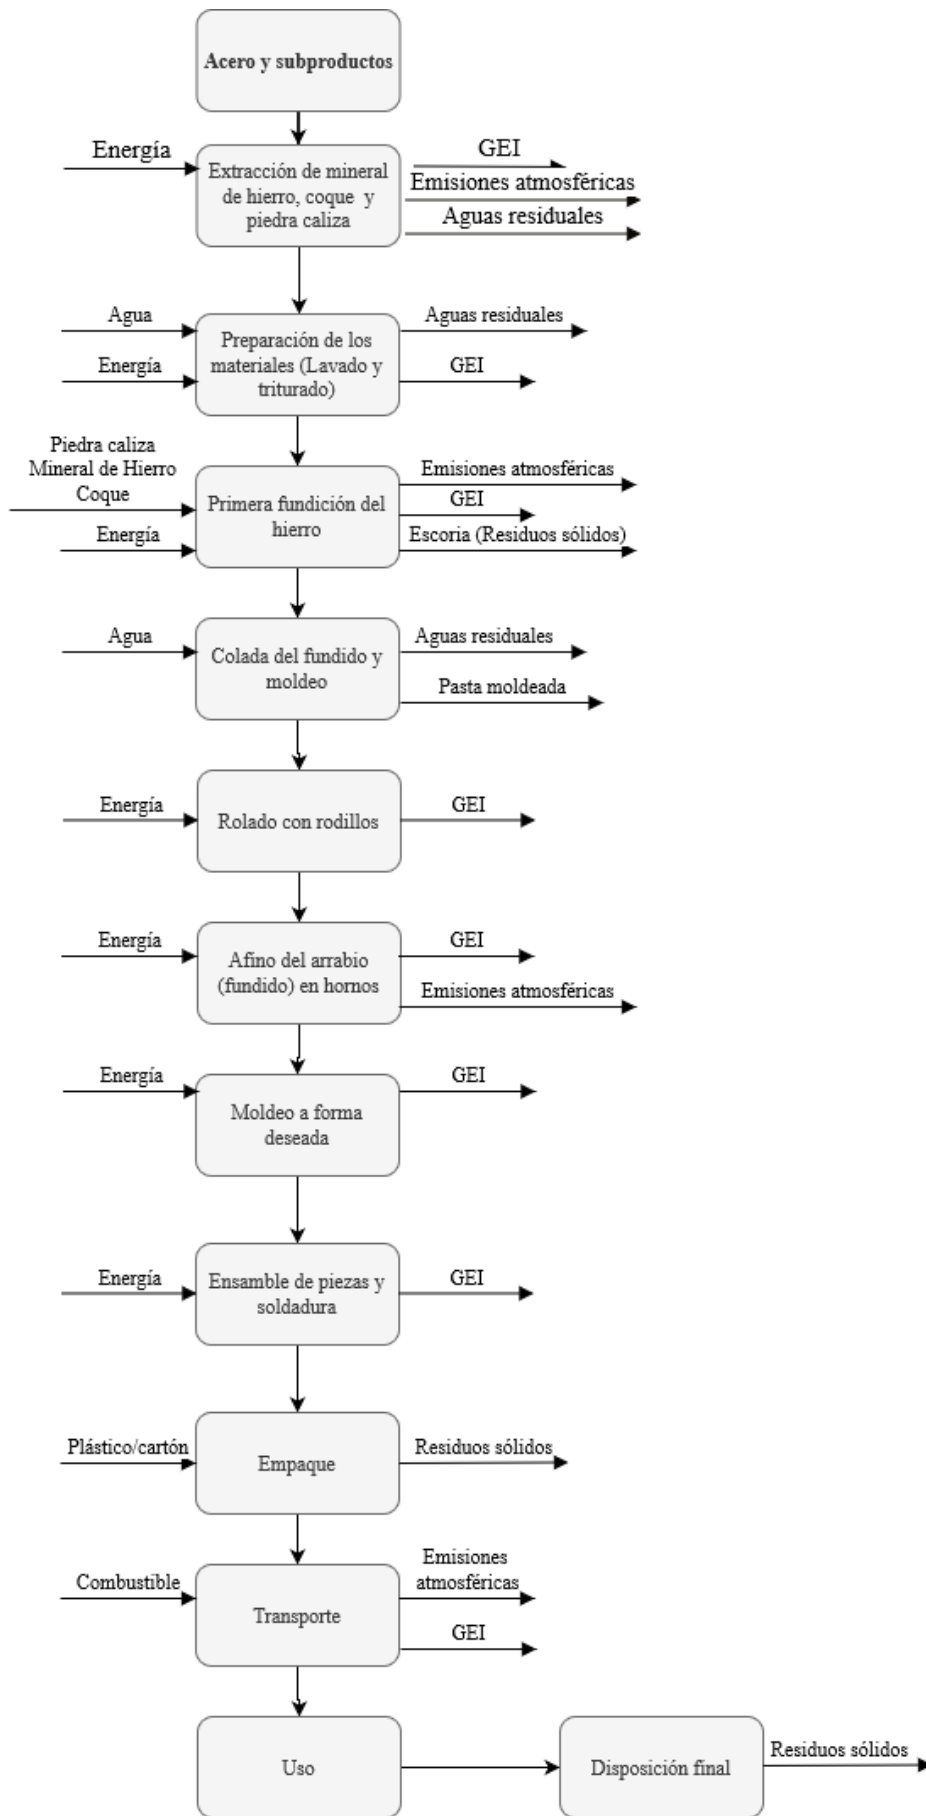 Acero y subproductos
Energía
Extracción de mineral
de hierro, coque y
piedra caliza
GEI
Emisiones atmosféricas
Aguas residuales
Agua
Energía
Preparación de los
materiales (Lavado y
triturado)
Aguas residuales
GEI
Piedra caliza
Mineral de Hierro
Coque
Energía
Primera fundición del
hierro
Emisiones atmosféricas
GEI
Escoria (Residuos sólidos)
Agua
Colada del fundido y
moldeo
Aguas residuales
Pasta moldeada
Energía
Rolado con rodillos
GEI
Energía
Afino del arrabio
(fundido) en hornos
GEI
Emisiones atmosféricas
Energía
Moldeo a forma
deseada
GEI
Energía
Ensamble de piezas y
soldadura
GEI
Plástico/cartón
Empaque
Residuos sólidos
Combustible
Transporte
Emisiones
atmosféricas
GEI
Uso
Disposición final
Residuos sólidos